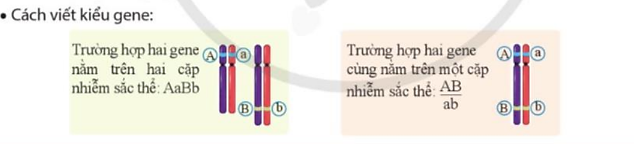 • Cách viết kiểu gene:
Trường hợp hai gene
nằm trên hai cặp
nhiễm sắc thể: AaBb
A a
B b
Trường hợp hai gene
cùng nằm trên một cặp
nhiễm sắc thể: AB
ab
A a
B b